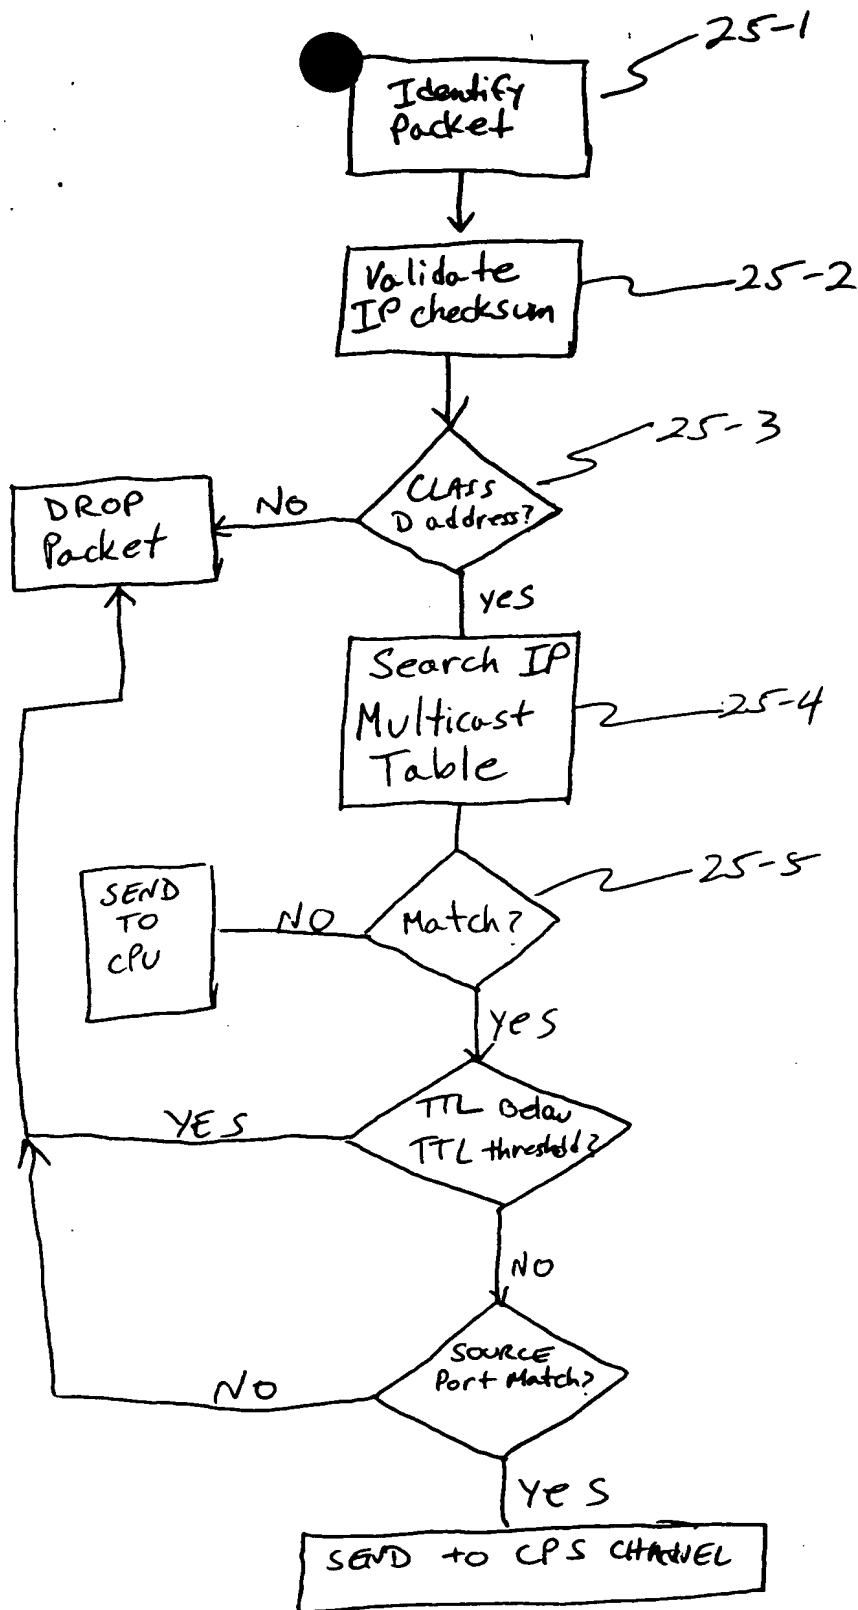 25-1
Identify
Packet
Validate
IP checksum
25-2
25-3
CLASS
D address?
NO
DROP
Packet
yes
Search IP
Multicast
Table
25-4
25-5
Match?
NO
SEND
TO
CPU
yes
TTL Below
TTL threshold?
YES
NO
SOURCE
Port Match?
NO
Yes
SEND to CPS CHANNEL